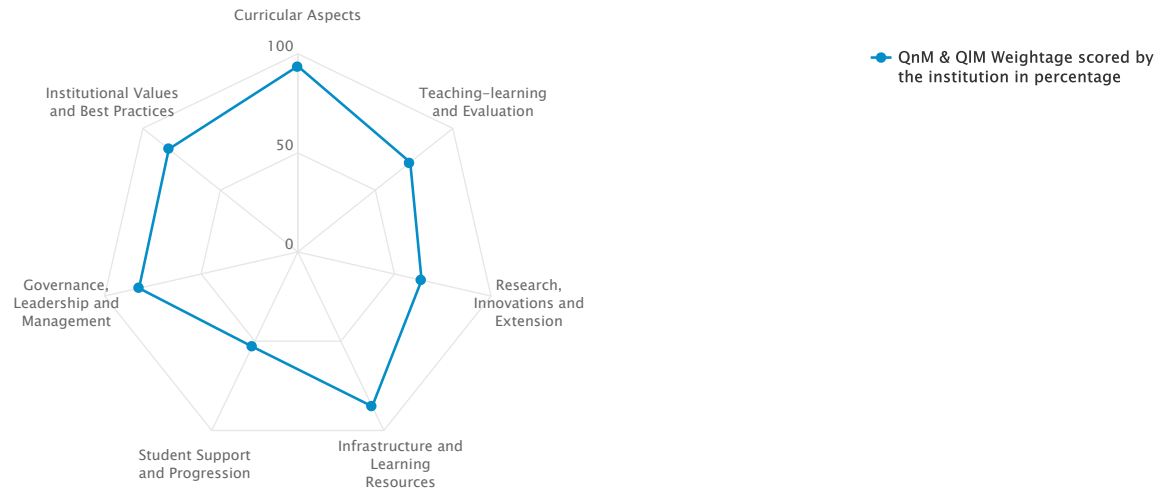 Curricular Aspects
100
QnM & QlM Weightage scored by
the institution in percentage
Institutional Values
and Best Practices
Teaching-learning
and Evaluation
50
0
Governance,
Leadership and
Management
Research,
Innovations and
Extension
Student Support
and Progression
Infrastructure and
Learning
Resources